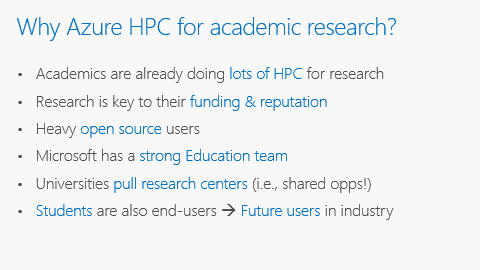 Why Azure HPC for academic research?
• Academics are already doing lots of HPC for research
• Research is key to their funding & reputation
• Heavy open source users
• Microsoft has a strong Education team
• Universities pull research centers (i.e., shared opps!)
• Students are also end-users → Future users in industry